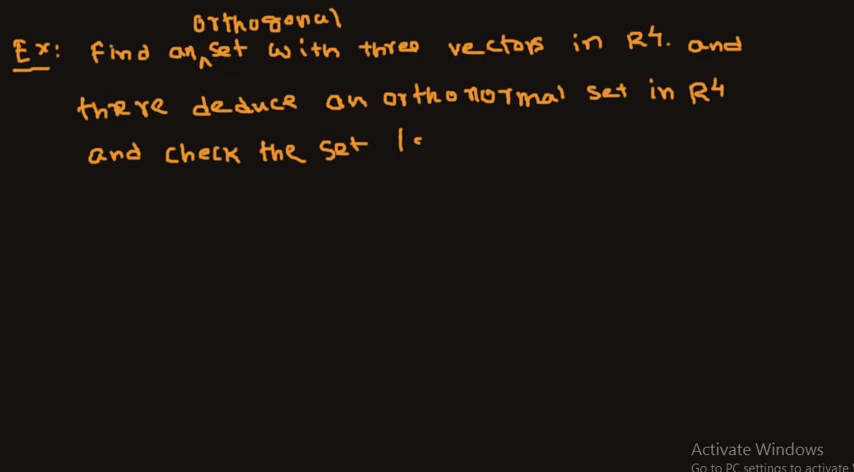 orthogonal
Ex: Find an ^ set with three vectors in R4. and
there deduce an orthonormal set in R4
and check the set
Activate Windows
Go to PC settings to activate